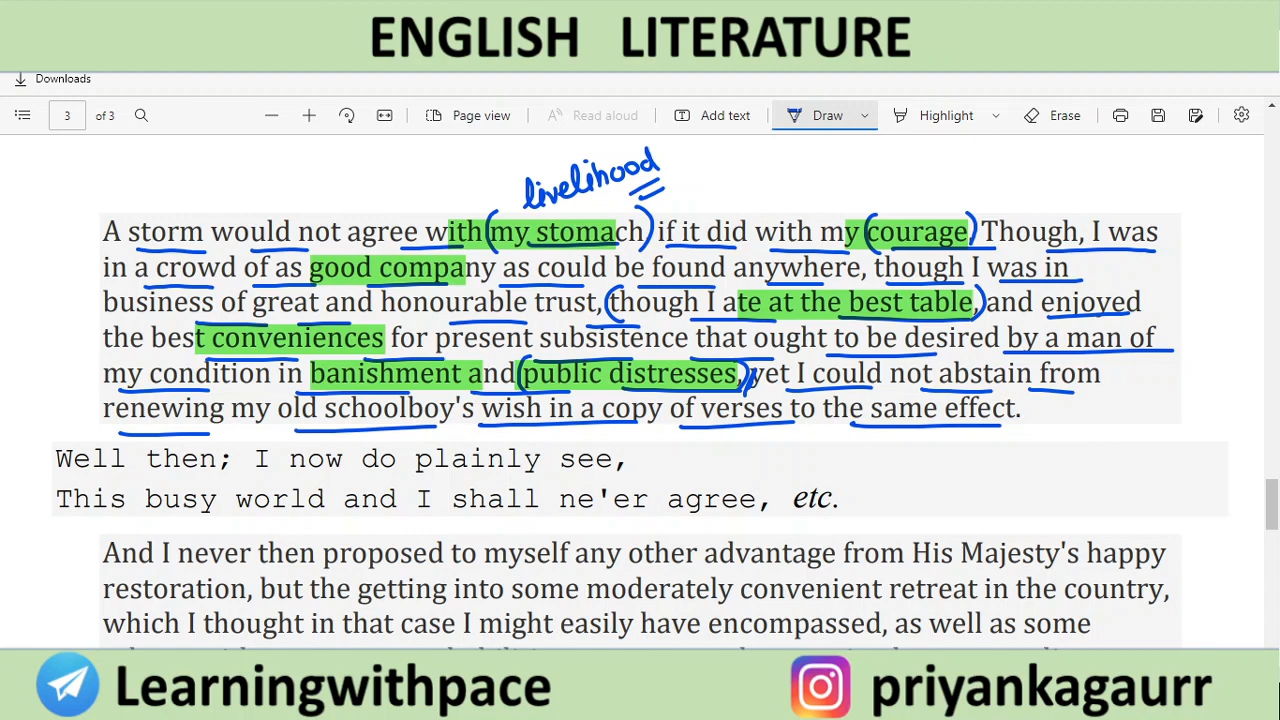 ENGLISH LITERATURE
Downloads
3 of 3 Page view Read aloud Add text Draw Highlight Erase
livelihood
A storm would not agree with my stomach if it did with my courage. Though, I was
in a crowd of as good company as could be found anywhere, though I was in
business of great and honourable trust, though I ate at the best table, and enjoyed
the best conveniences for present subsistence that ought to be desired by a man of
my condition in banishment and public distresses, yet I could not abstain from
renewing my old schoolboy's wish in a copy of verses to the same effect.
Well then; I now do plainly see,
This busy world and I shall ne'er agree, etc.
And I never then proposed to myself any other advantage from His Majesty's happy
restoration, but the getting into some moderately convenient retreat in the country,
which I thought in that case I might easily have encompassed, as well as some
Learningwithpace priyankagaurr